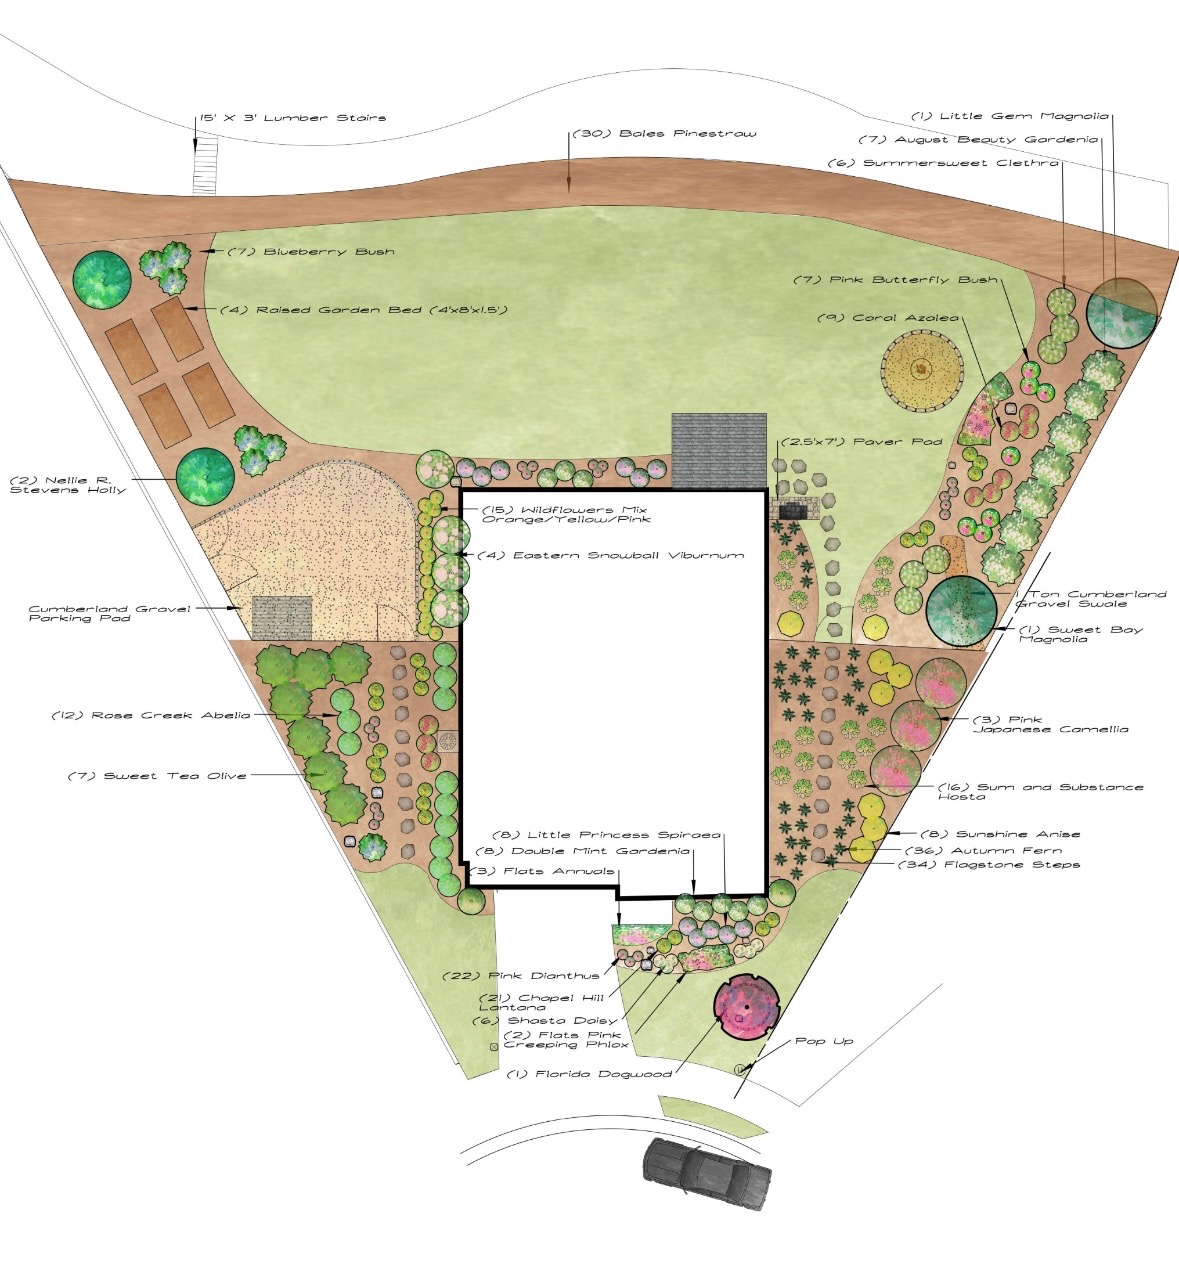 15' X 3' Lumber Stairs
(30) Bales Pinestraw
(1) Little Gem Magnolia
(7) August Beauty Gardenia
(6) Summersweet Clethra
(7) Blueberry Bush
(7) Pink Butterfly Bush
(4) Raised Garden Bed (4'x8'x1.5')
(9) Coral Azalea
(2.5'x7') Paver Pad
(2) Nellie R.
Stevens Holly
(15) Wildflowers Mix
Orange/Yellow/Pink
(4) Eastern Snowball Viburnum
Cumberland Gravel
Parking Pad
1 Ton Cumberland
Gravel Swale
(1) Sweet Bay
Magnolia
(12) Rose Creek Abelia
(3) Pink
Japanese Camellia
(7) Sweet Tea Olive
(16) Sum and Substance
Hosta
(8) Little Princess Spiraea
(8) Sunshine Anise
(8) Double Mint Gardenia
(36) Autumn Fern
(3) Flats Annuals
(34) Flagstone Steps
(22) Pink Dianthus
(21) Chapel Hill
Lantana
(6) Shasta Daisy
(2) Flats Pink
Creeping Phlox
Pop Up
(1) Florida Dogwood